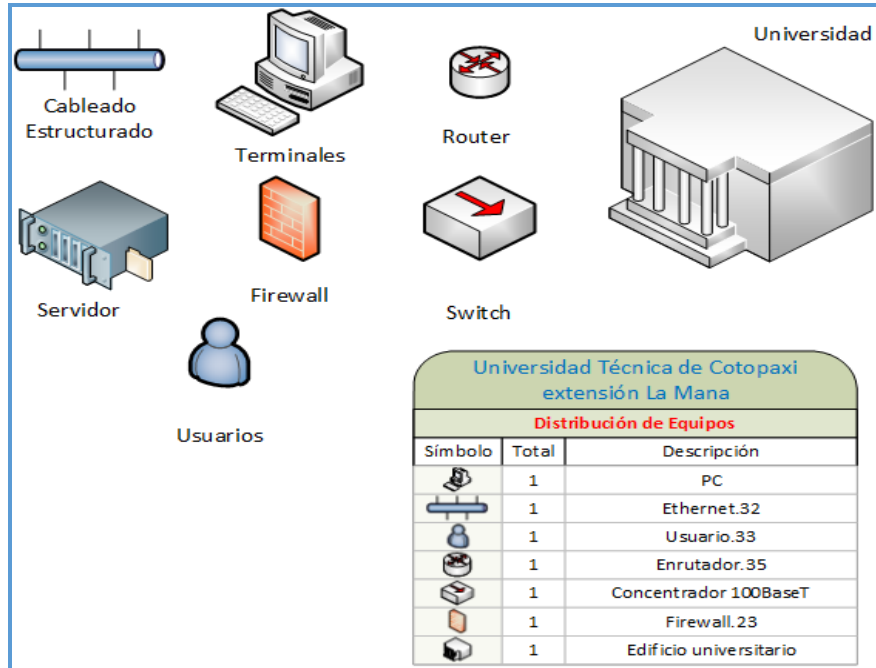 Universidad
Cableado
Estructurado
Terminales
Router
Servidor
Firewall
Switch
Usuarios
Universidad Técnica de Cotopaxi
extensión La Mana
Distribución de Equipos
Símbolo Total Descripción
1 PC
1 Ethernet.32
1 Usuario.33
1 Enrutador.35
1 Concentrador 100BaseT
1 Firewall.23
1 Edificio universitario